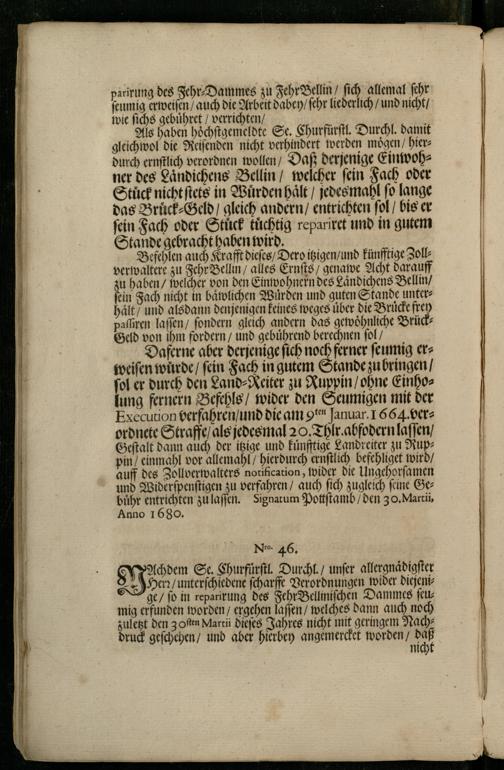 parirung des Fehr-Dammes zu FehrBellin / sich allemal sehr
seumig erweisen / auch die Arbeit dabey / sehr liederlich / und nicht /
wie sichs gebühret / verrichten /
Als haben höchstgemeldte Se. Churfürstl. Durchl. damit
gleichwol die Reisenden nicht verhindert werden mögen / hier-
durch ernstlich verordnen wollen / Daß derjenige Einwoh-
ner des Ländichens Bellin / welcher sein Fach oder
Stück nicht stets in Würden hält / jedesmahl so lange
das Brück-Geld / gleich andern / entrichten sol / bis er
sein Fach oder Stück tüchtig repariret und in gutem
Stande gebracht haben wird.
Befehlen auch Krafft dieses / Dero itzigen / und künfftige Zoll-
verwaltere zu FehrBellin / alles Ernsts / genawe Acht darauff
zu haben / welcher von den Einwohnern des Ländichens Bellin /
sein Fach nicht in bäwlichen Würden und guten Stande unter-
hält / und alsdann denjenigen keines weges über die Brücke frey
passiren lassen / sondern gleich andern das gewöhnliche Brück-
Geld von ihm fordern / und gebührend berechnen sol /
Daferne aber derjenige sich noch ferner seumig er-
weisen würde / sein Fach in gutem Stande zu bringen /
sol er durch den Land-Reiter zu Ruppin / ohne Einho-
lung fernern Befehls / wider den Seumigen mit der
Execution verfahren / und die am 9ten Januar. 1664. ver-
ordnete Straffe / als jedesmal 20. Thlr. abfodern lassen /
Gestalt dann auch der itzige und künfftige Landreiter zu Rup-
pin / einmahl vor allemahl / hierdurch ernstlich befehliget wird /
auff des Zollverwalters notification, wider die Ungehorsamen
und Widerspenstigen zu verfahren / auch sich zugleich seine Ge-
bühr entrichten zu lassen. Signatum Pottstamb / den 30. Martii.
Anno 1680.
Nro. 46.
NAchdem Se. Churfürstl. Durchl. / unser allergnädigster
Herr / unterschiedene scharffe Verordnungen wider diejeni-
ge / so in reparirung des FehrBellinischen Dammes seu-
mig erfunden worden / ergehen lassen / welches dann auch noch
zuletzt den 30sten Martii dieses Jahres nicht mit geringem Nach-
druck geschehen / und aber hierbey angemercket worden / daß
nicht